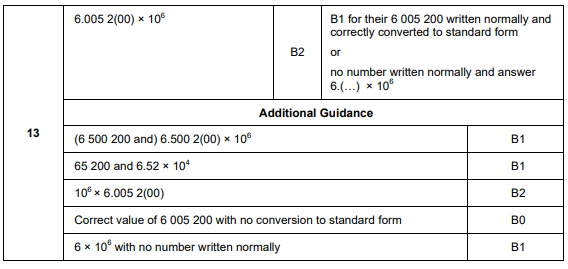 6.005 2(00) × 10⁶
B2
B1 for their 6 005 200 written normally and
correctly converted to standard form
or
no number written normally and answer
6.(…) × 10⁶
13
Additional Guidance
(6 500 200 and) 6.500 2(00) × 10⁶
B1
65 200 and 6.52 × 10⁴
B1
10⁶ × 6.005 2(00)
B2
Correct value of 6 005 200 with no conversion to standard form
B0
6 × 10⁶ with no number written normally
B1